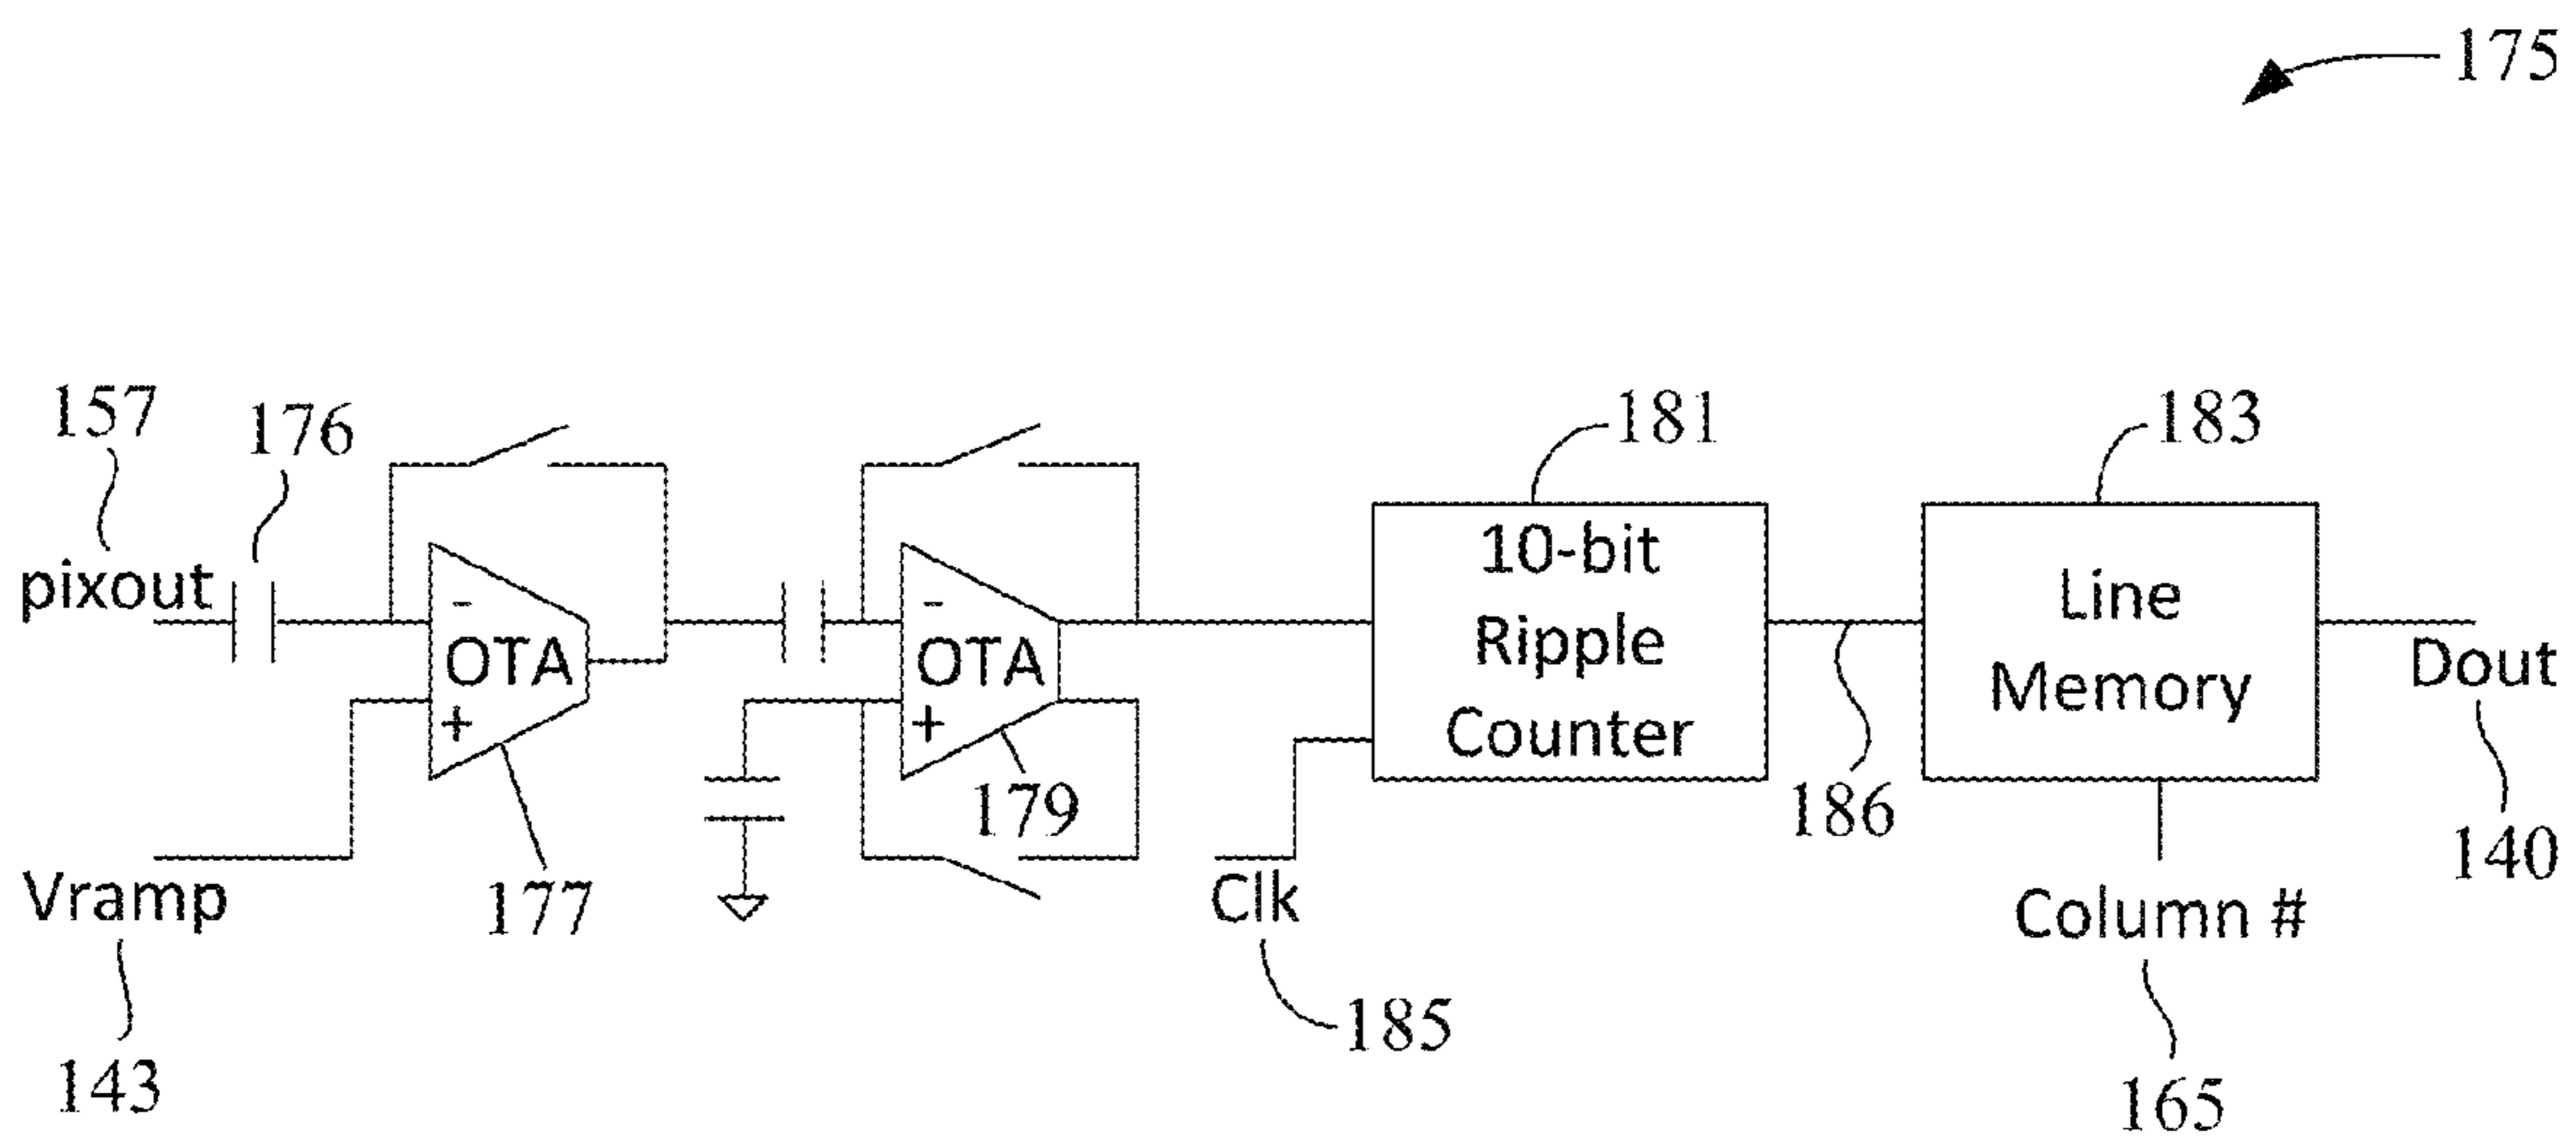 175
157
176
181
183
pixout
-
OTA
+
-
OTA
+
10-bit
Ripple
Counter
Line
Memory
Dout
Vramp
177
179
Clk
186
Column #
140
143
185
165